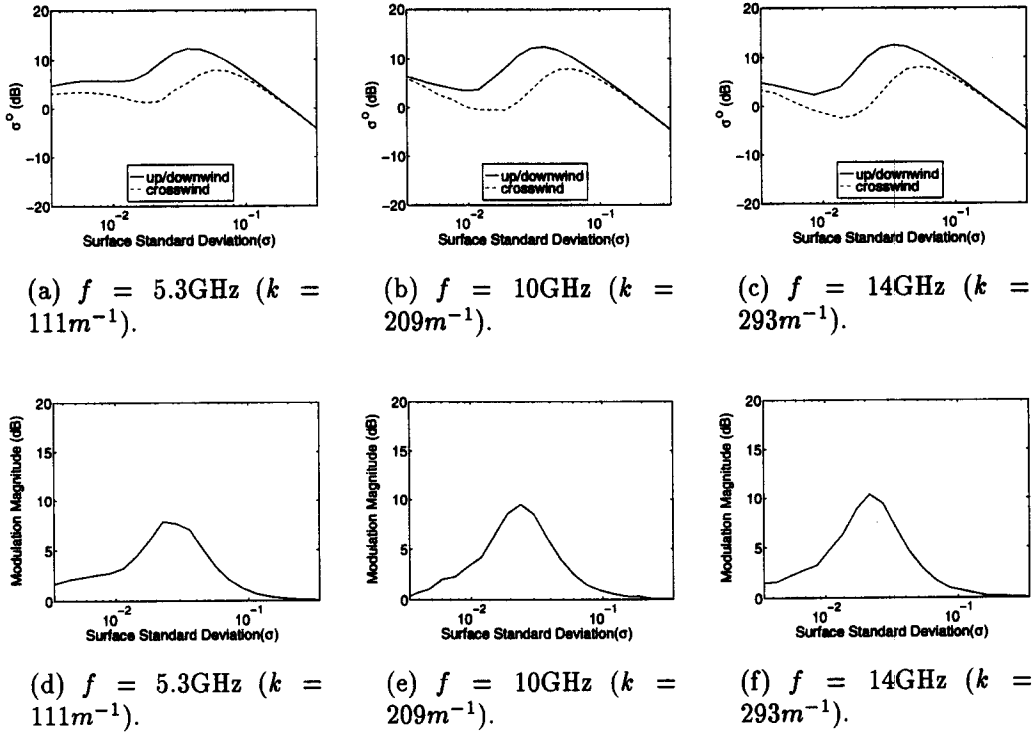 20
10
0
−10
−20
σ° (dB)
up/downwind
crosswind
10⁻² 10⁻¹
Surface Standard Deviation(σ)
(a) f = 5.3GHz (k =
111m⁻¹).
20
10
0
−10
−20
σ° (dB)
up/downwind
crosswind
10⁻² 10⁻¹
Surface Standard Deviation(σ)
(b) f = 10GHz (k =
209m⁻¹).
20
10
0
−10
−20
σ° (dB)
up/downwind
crosswind
10⁻² 10⁻¹
Surface Standard Deviation(σ)
(c) f = 14GHz (k =
293m⁻¹).
20
15
10
5
0
Modulation Magnitude (dB)
10⁻² 10⁻¹
Surface Standard Deviation(σ)
(d) f = 5.3GHz (k =
111m⁻¹).
20
15
10
5
0
Modulation Magnitude (dB)
10⁻² 10⁻¹
Surface Standard Deviation(σ)
(e) f = 10GHz (k =
209m⁻¹).
20
15
10
5
0
Modulation Magnitude (dB)
10⁻² 10⁻¹
Surface Standard Deviation(σ)
(f) f = 14GHz (k =
293m⁻¹).